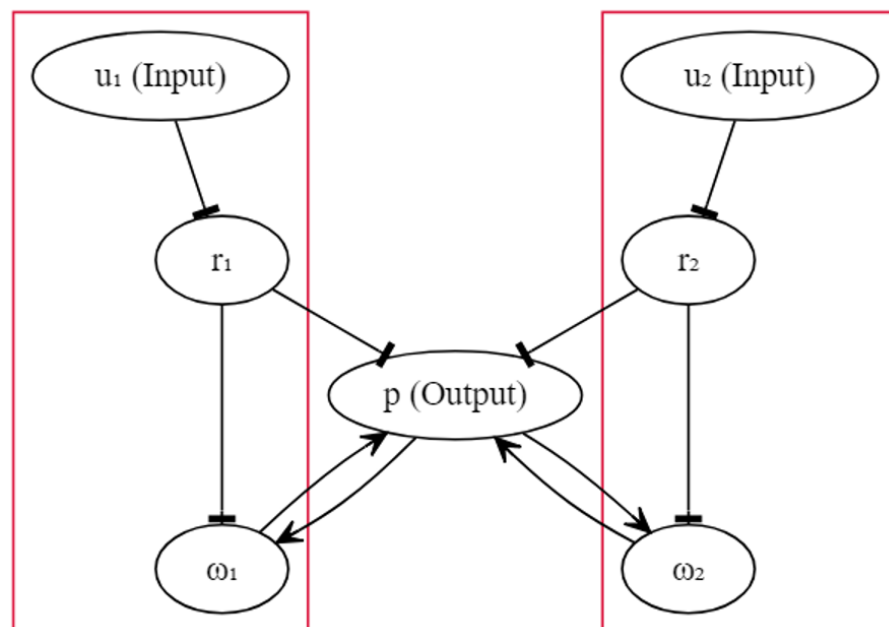 u₁ (Input)
u₂ (Input)
r₁
r₂
p (Output)
ω₁
ω₂